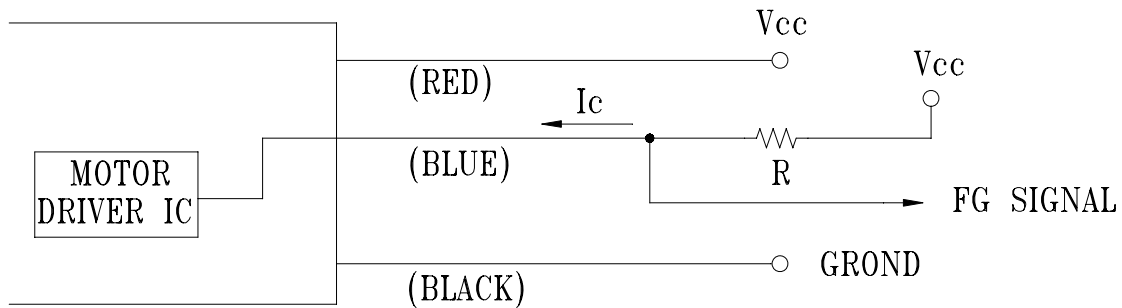 Vcc
Vcc
(RED)
Ic
(BLUE)
R
MOTOR
DRIVER IC
FG SIGNAL
(BLACK)
GROND